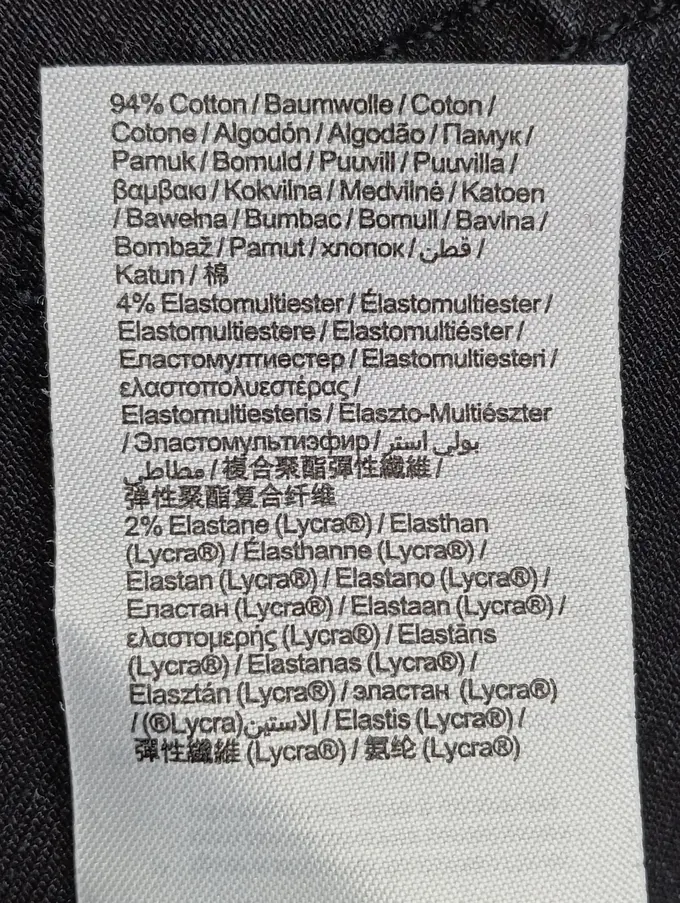 94% Cotton / Baumwolle / Coton /
Cotone / Algodón / Algodão / Памук /
Pamuk / Bomuld / Puuvill / Puuvilla /
βαμβακι / Kokvilna / Medvilnė / Katoen
/ Bawełna / Bumbac / Bomull / Bavlna /
Bombaž / Pamut / хлопок / قطن /
Katun / 棉
4% Elastomultiester / Élastomultiester /
Elastomultiestere / Elastomultiéster /
Еластомултиестер / Elastomultiesteri /
ελαστοπολυεστέρας /
Elastomultiesteris / Elaszto-Multiészter
/ Эластомультиэфир / بولي استر
مطاطي / 複合聚酯彈性纖維 /
弹性聚酯复合纤维
2% Elastane (Lycra®) / Elasthan
(Lycra®) / Élasthanne (Lycra®) /
Elastan (Lycra®) / Elastano (Lycra®) /
Еластан (Lycra®) / Elastaan (Lycra®) /
ελαστομερής (Lycra®) / Elastāns
(Lycra®) / Elastanas (Lycra®) /
Elasztán (Lycra®) / эластан (Lycra®)
/ إلاستين(Lycra®) / Elastis (Lycra®) /
彈性纖維 (Lycra®) / 氨纶 (Lycra®)